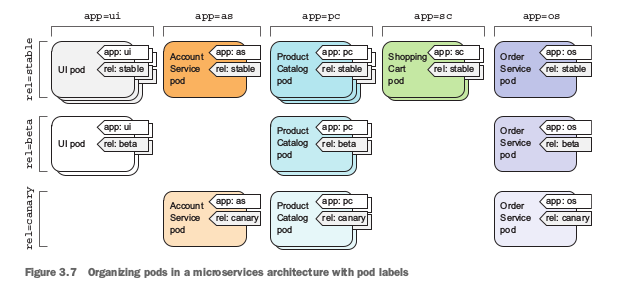 app=ui
app=as
app=pc
app=sc
app=os
rel=stable
UI pod
app: ui
rel: stable
Account
Service
pod
app: as
rel: stable
Product
Catalog
pod
app: pc
rel: stable
Shopping
Cart
pod
app: sc
rel: stable
Order
Service
pod
app: os
rel: stable
rel=beta
UI pod
app: ui
rel: beta
Product
Catalog
pod
app: pc
rel: beta
Order
Service
pod
app: os
rel: beta
rel=canary
Account
Service
pod
app: as
rel: canary
Product
Catalog
pod
app: pc
rel: canary
Order
Service
pod
app: os
rel: canary
Figure 3.7 Organizing pods in a microservices architecture with pod labels